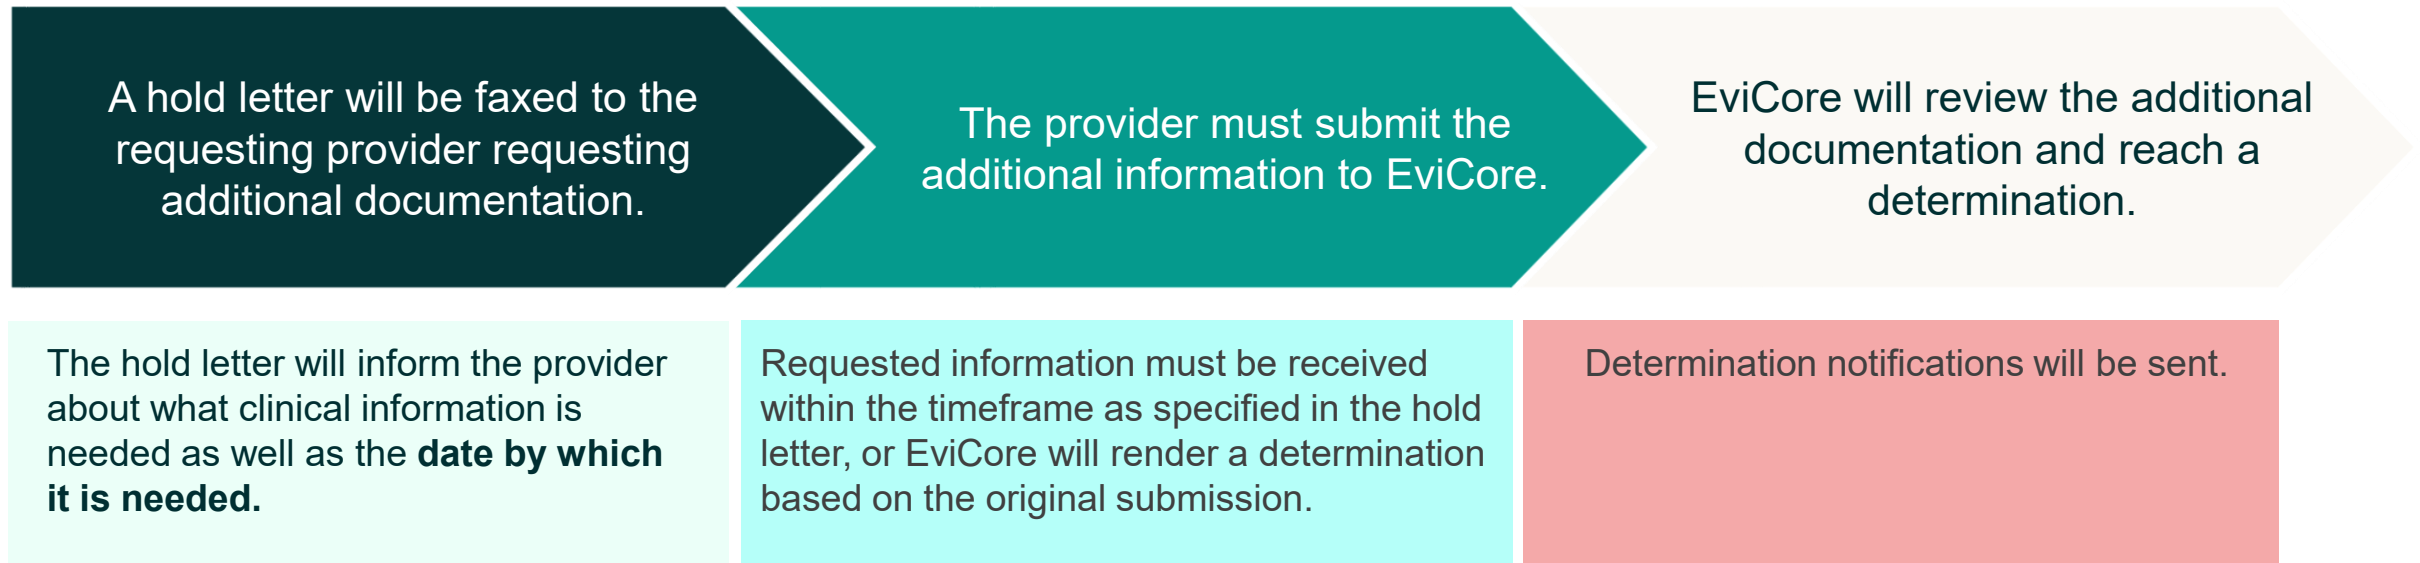 A hold letter will be faxed to the
requesting provider requesting
additional documentation.
The provider must submit the
additional information to EviCore.
EviCore will review the additional
documentation and reach a
determination.
The hold letter will inform the provider
about what clinical information is
needed as well as the date by which
it is needed.
Requested information must be received
within the timeframe as specified in the hold
letter, or EviCore will render a determination
based on the original submission.
Determination notifications will be sent.